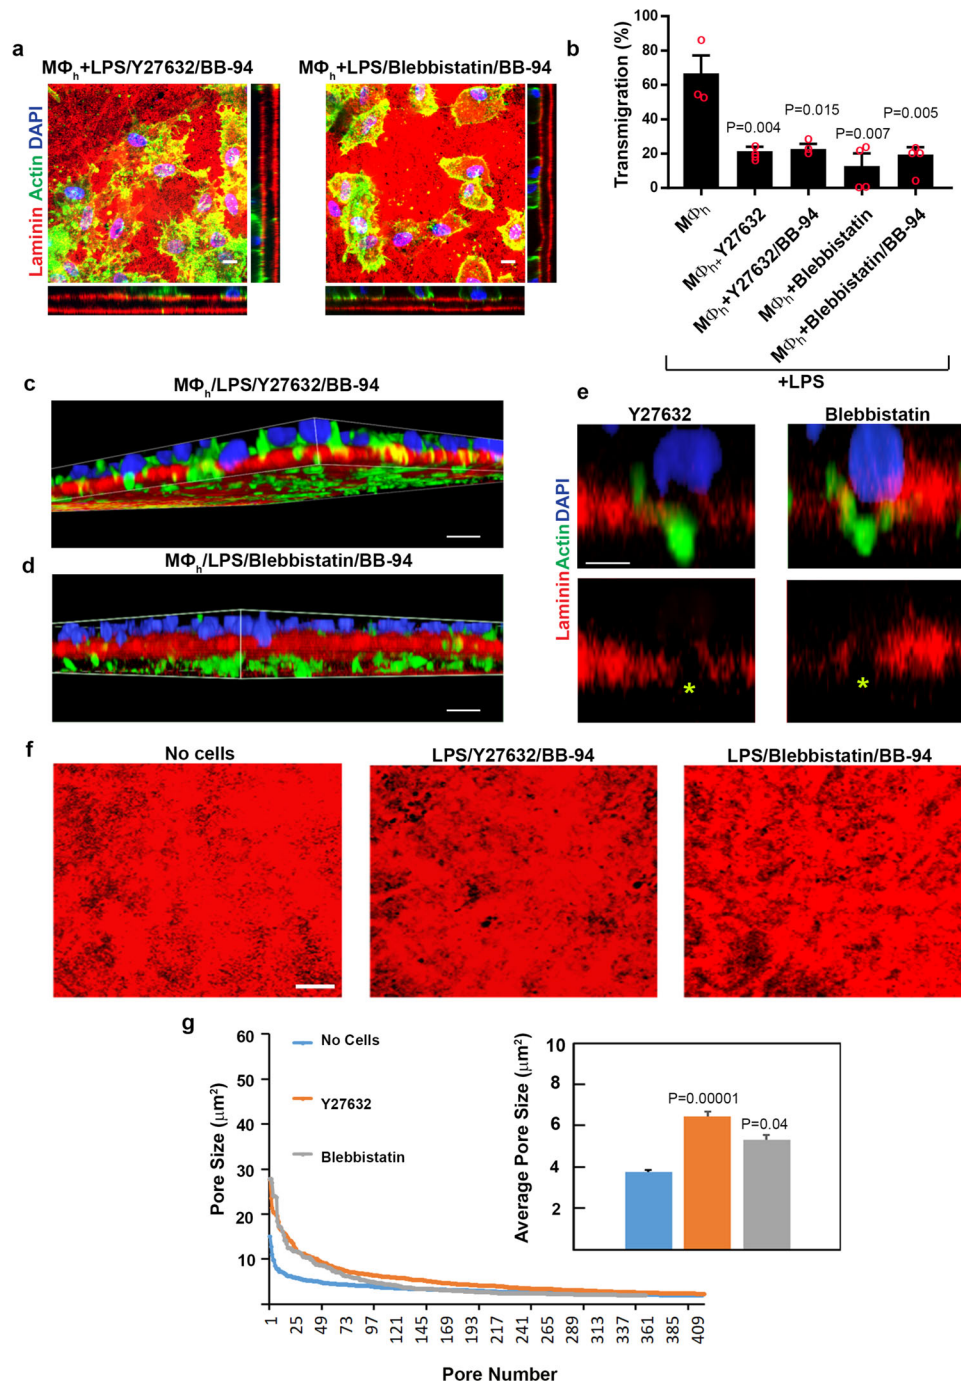 a
MΦh+LPS/Y27632/BB-94
MΦh+LPS/Blebbistatin/BB-94
Laminin Actin DAPI
b
Transmigration (%)
100
80
60
40
20
0
P=0.004
P=0.015
P=0.007
P=0.005
MΦh
MΦh+Y27632
MΦh+Y27632/BB-94
MΦh+Blebbistatin
MΦh+Blebbistatin/BB-94
+LPS
c
MΦh/LPS/Y27632/BB-94
d
MΦh/LPS/Blebbistatin/BB-94
e
Y27632
Blebbistatin
Laminin Actin DAPI
*
*
f
No cells
LPS/Y27632/BB-94
LPS/Blebbistatin/BB-94
g
Pore Size (μm²)
60
50
40
30
20
10
No Cells
Y27632
Blebbistatin
1
25
49
73
97
121
145
169
193
217
241
265
289
313
337
361
385
409
Pore Number
Average Pore Size (μm²)
10
8
6
4
2
P=0.00001
P=0.04